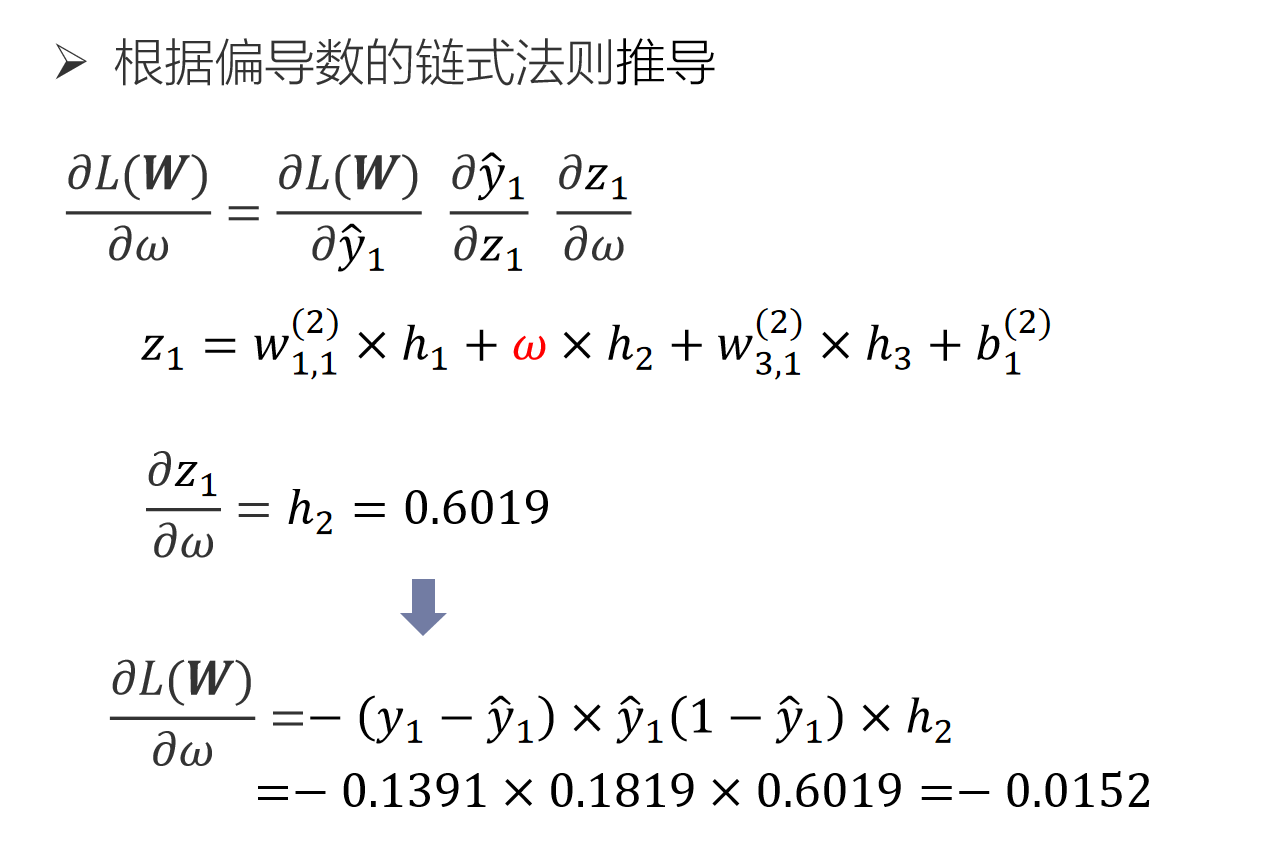 ➢ 根据偏导数的链式法则推导
∂L(W)/∂ω = ∂L(W)/∂ŷ₁ ∂ŷ₁/∂z₁ ∂z₁/∂ω
z₁ = w₁,₁⁽²⁾ × h₁ + ω × h₂ + w₃,₁⁽²⁾ × h₃ + b₁⁽²⁾
∂z₁/∂ω = h₂ = 0.6019
∂L(W)/∂ω =− (y₁ − ŷ₁) × ŷ₁(1 − ŷ₁) × h₂
=− 0.1391 × 0.1819 × 0.6019 =− 0.0152